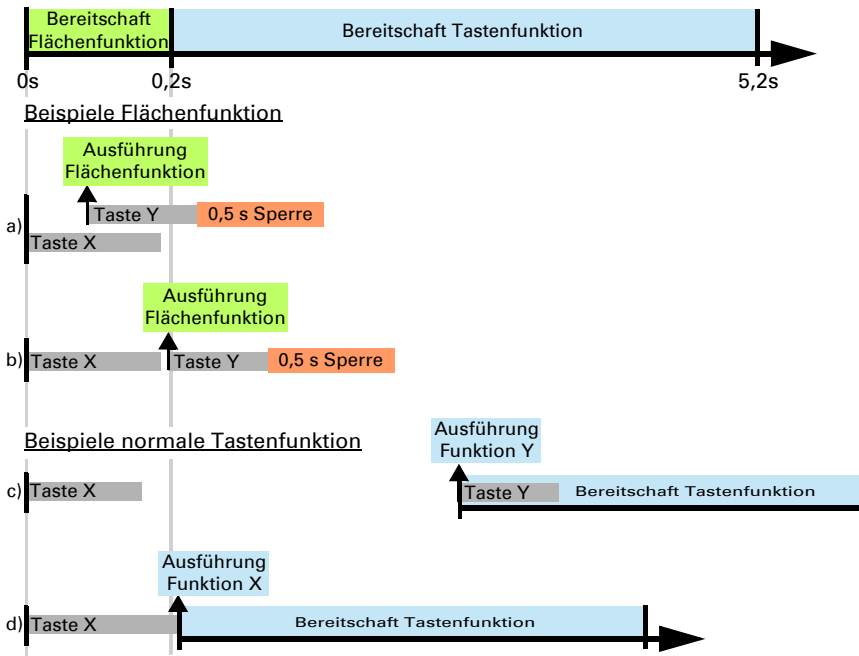 Bereitschaft
Flächenfunktion
Bereitschaft Tastenfunktion
0s
0,2s
5,2s
Beispiele Flächenfunktion
Ausführung
Flächenfunktion
a)
Taste Y
0,5 s Sperre
Taste X
Ausführung
Flächenfunktion
b)
Taste X
Taste Y
0,5 s Sperre
Beispiele normale Tastenfunktion
Ausführung
Funktion Y
c)
Taste X
Taste Y
Bereitschaft Tastenfunktion
Ausführung
Funktion X
d)
Taste X
Bereitschaft Tastenfunktion